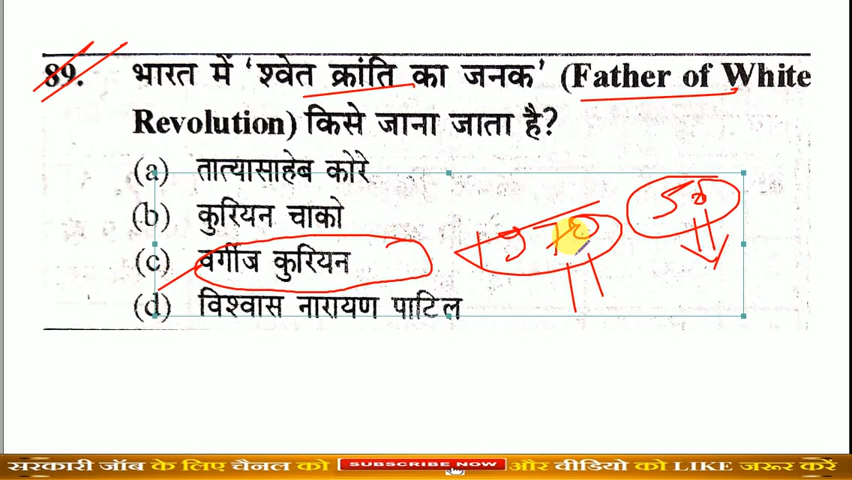 89. भारत में ‘श्वेत क्रांति का जनक’ (Father of White
Revolution) किसे जाना जाता है?
(a) तात्यासाहेब कोरे
(b) कुरियन चाको
(c) वर्गीज कुरियन
(d) विश्वास नारायण पाटिल
1970
सरकारी जॉब के लिए चैनल को SUBSCRIBE NOW और वीडियो को LIKE जरूर करें